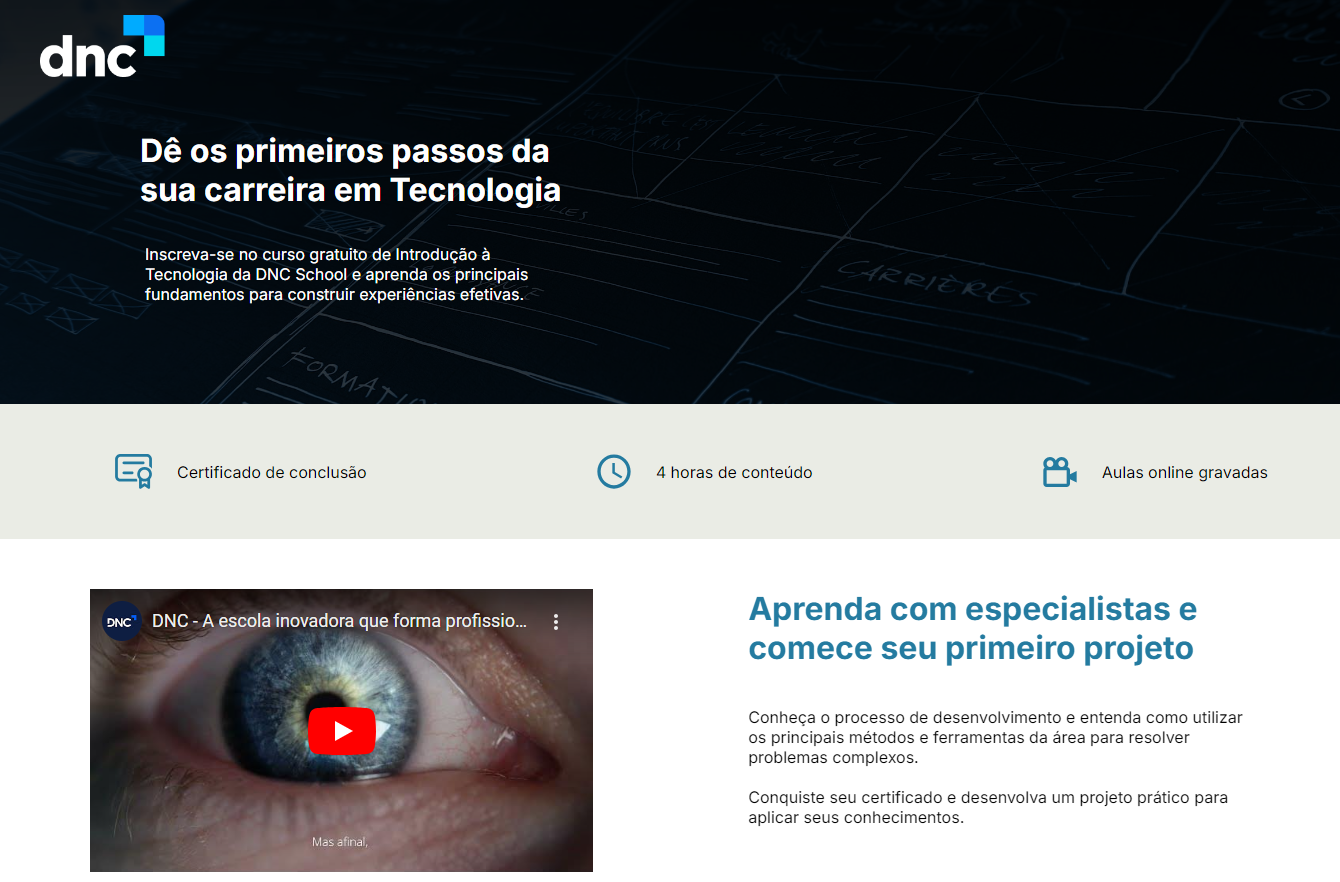 dnc
Dê os primeiros passos da
sua carreira em Tecnologia
Inscreva-se no curso gratuito de Introdução à
Tecnologia da DNC School e aprenda os principais
fundamentos para construir experiências efetivas.
CARRIÈRES
FORMATION
Certificado de conclusão
4 horas de conteúdo
Aulas online gravadas
DNC
DNC - A escola inovadora que forma profissio...
Mas afinal,
Aprenda com especialistas e
comece seu primeiro projeto
Conheça o processo de desenvolvimento e entenda como utilizar
os principais métodos e ferramentas da área para resolver
problemas complexos.
Conquiste seu certificado e desenvolva um projeto prático para
aplicar seus conhecimentos.